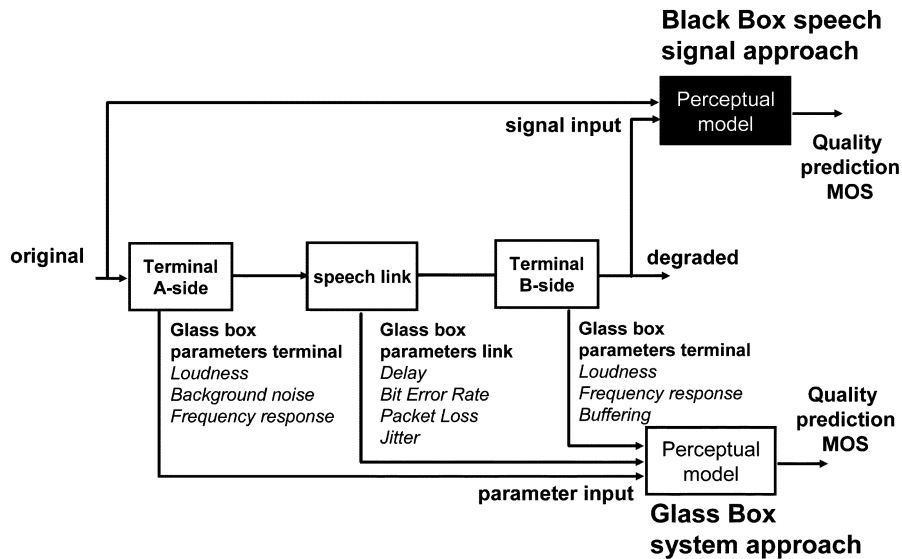 Black Box speech
signal approach
Perceptual
model
signal input
Quality
prediction
MOS
original
Terminal
A-side
speech link
Terminal
B-side
degraded
Glass box
parameters terminal
Loudness
Background noise
Frequency response
Glass box
parameters link
Delay
Bit Error Rate
Packet Loss
Jitter
Glass box
parameters terminal
Loudness
Frequency response
Buffering
Quality
prediction
MOS
Perceptual
model
parameter input
Glass Box
system approach